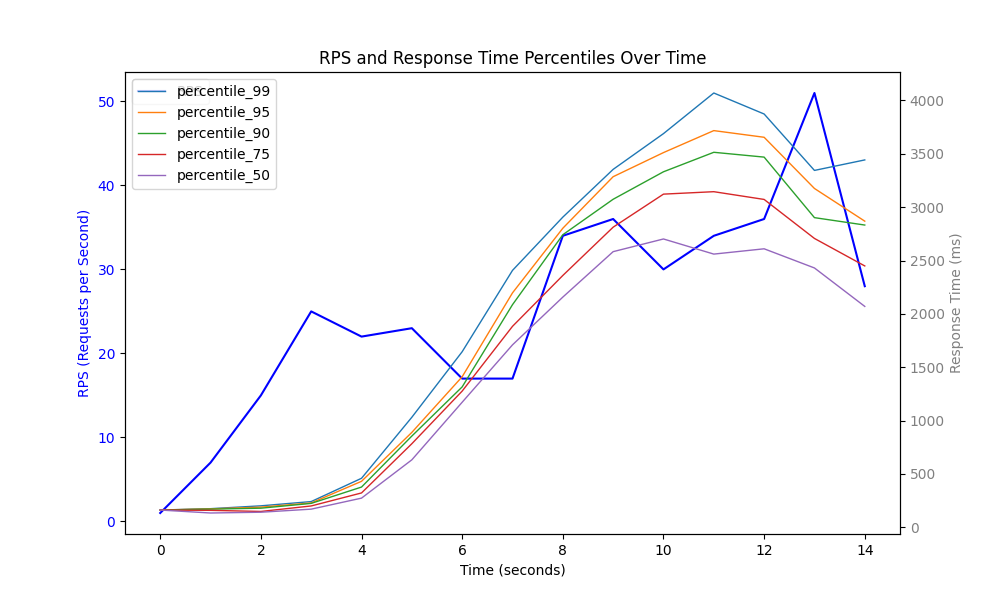 RPS and Response Time Percentiles Over Time
percentile_99
percentile_95
percentile_90
percentile_75
percentile_50
RPS (Requests per Second)
50
40
30
20
10
0
4000
3500
3000
2500
2000
1500
1000
500
0
Response Time (ms)
0 2 4 6 8 10 12 14
Time (seconds)